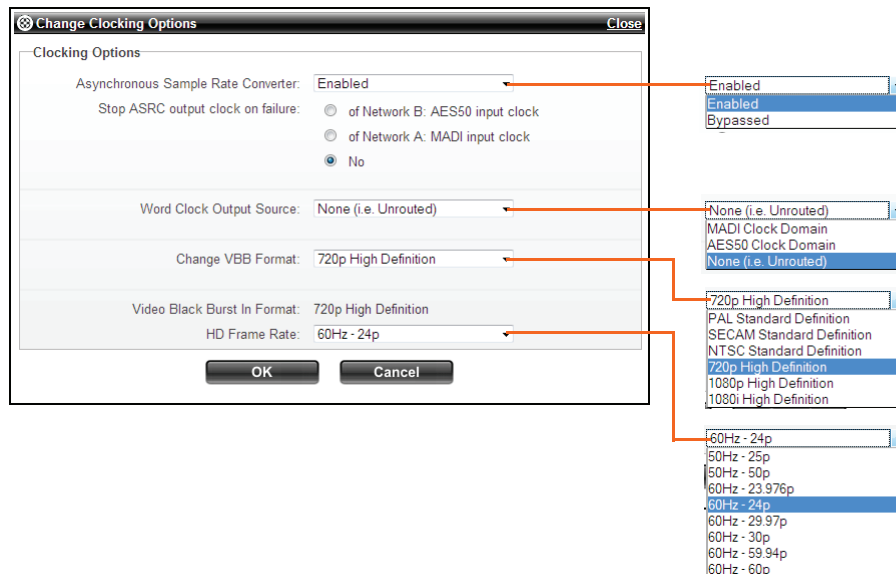 Change Clocking Options Close
Clocking Options
Asynchronous Sample Rate Converter: Enabled
Stop ASRC output clock on failure: of Network B: AES50 input clock
of Network A: MADI input clock
No
Word Clock Output Source: None (i.e. Unrouted)
Change VBB Format: 720p High Definition
Video Black Burst In Format: 720p High Definition
HD Frame Rate: 60Hz - 24p
OK Cancel
Enabled
Enabled
Bypassed
None (i.e. Unrouted)
MADI Clock Domain
AES50 Clock Domain
None (i.e. Unrouted)
720p High Definition
PAL Standard Definition
SECAM Standard Definition
NTSC Standard Definition
720p High Definition
1080p High Definition
1080i High Definition
60Hz - 24p
50Hz - 25p
50Hz - 50p
60Hz - 23.976p
60Hz - 24p
60Hz - 29.97p
60Hz - 30p
60Hz - 59.94p
60Hz - 60p